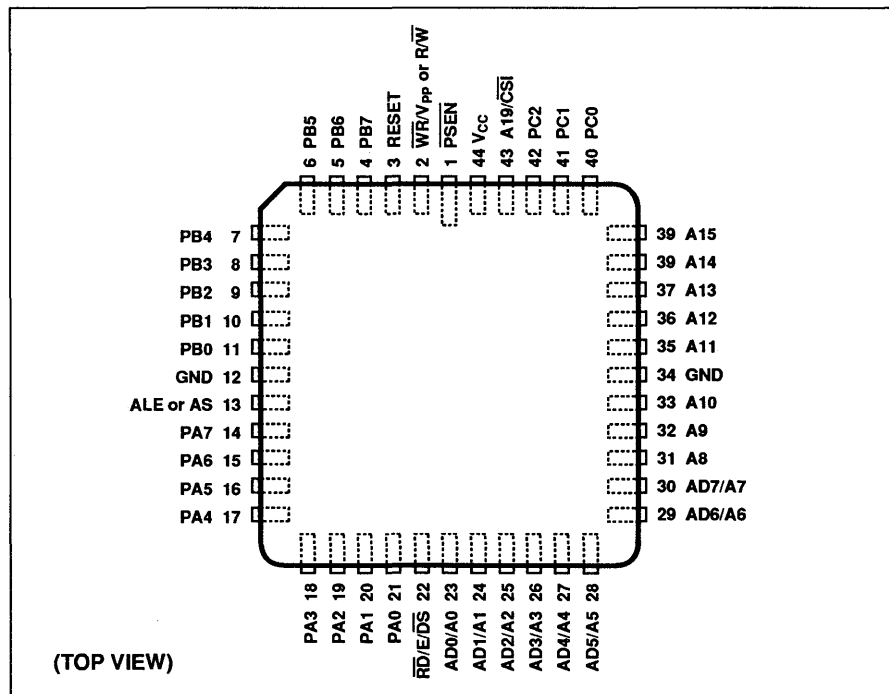 6 PB5
5 PB6
4 PB7
3 RESET
2 W̅R̅/VPP or R/W̅
1 P̅S̅E̅N̅
44 VCC
43 A19/C̅S̅I̅
42 PC2
41 PC1
40 PC0
PB4 7
PB3 8
PB2 9
PB1 10
PB0 11
GND 12
ALE or AS 13
PA7 14
PA6 15
PA5 16
PA4 17
39 A15
39 A14
37 A13
36 A12
35 A11
34 GND
33 A10
32 A9
31 A8
30 AD7/A7
29 AD6/A6
PA3 18
PA2 19
PA1 20
PA0 21
R̅D̅/E/D̅S̅ 22
AD0/A0 23
AD1/A1 24
AD2/A2 25
AD3/A3 26
AD4/A4 27
AD5/A5 28
(TOP VIEW)